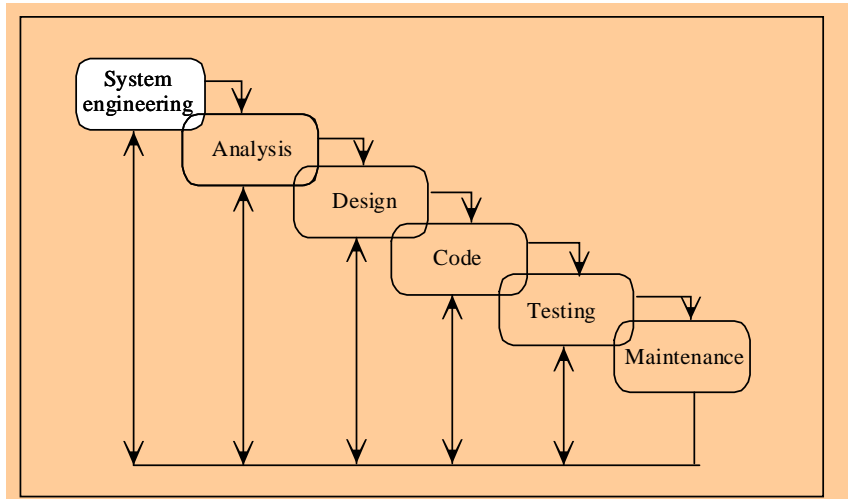 System
engineering
Analysis
Design
Code
Testing
Maintenance